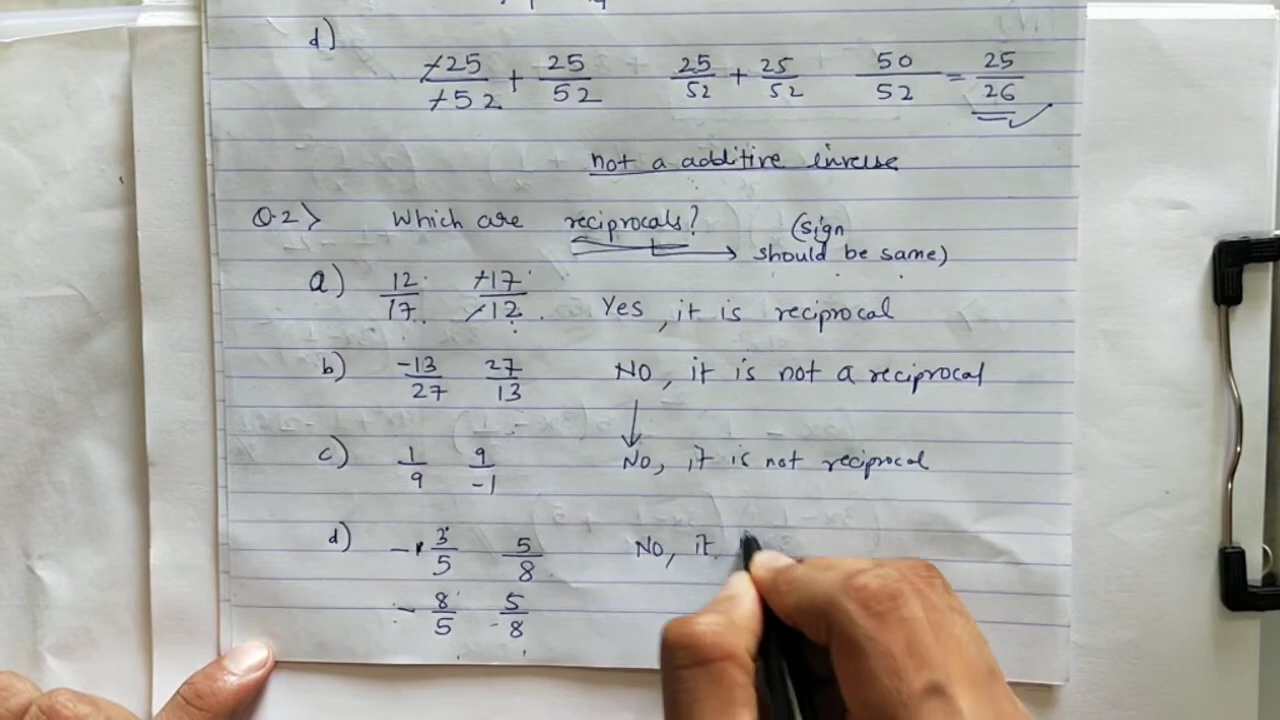 d)
-25/-52 + 25/52 25/52 + 25/52 50/52 = 25/26
not a additive inverse
Q.2> Which are reciprocals? (sign
should be same)
a) 12/17 -17/-12 Yes, it is reciprocal
b) -13/27 27/13 NO, it is not a reciprocal
c) 1/9 9/-1 No, it is not reciprocal
d) -1 3/5 5/8 No, it
-8/5 5/8